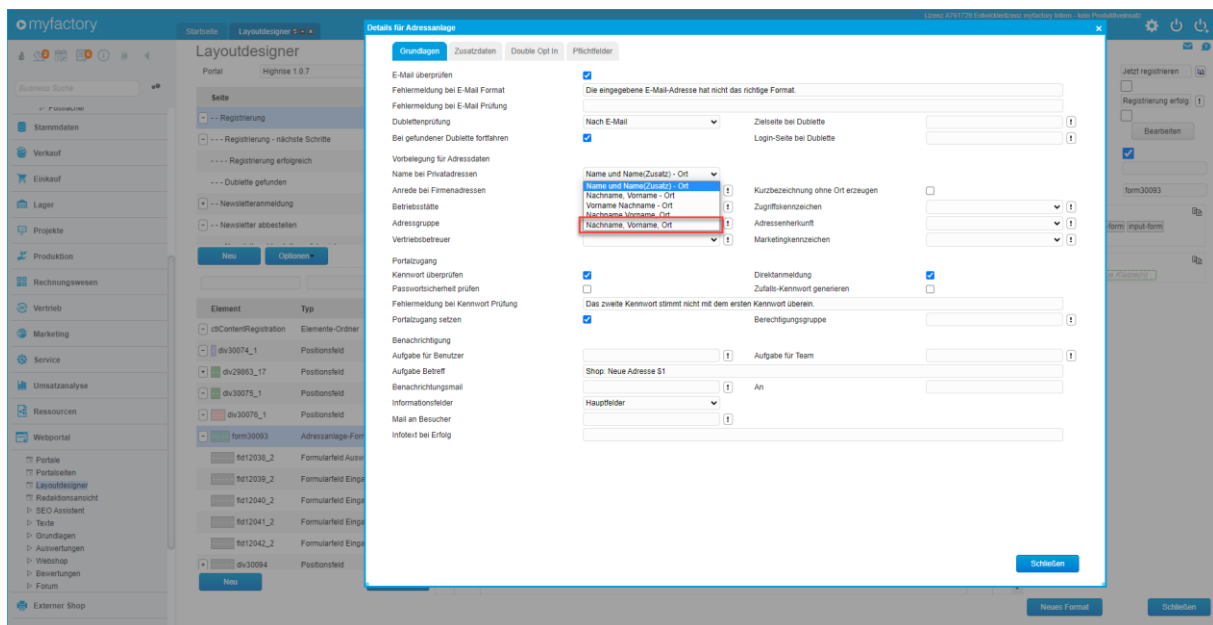 Lizenz A791728 Entwicklerlizenz myfactory Intern - kein Produktiveinsatz
myfactory
Startseite
Layoutdesigner
Business Suche
Stammdaten
Verkauf
Einkauf
Lager
Projekte
Produktion
Rechnungswesen
Vertrieb
Marketing
Service
Umsatzanalyse
Ressourcen
Webportal
Portale
Portalseiten
Layoutdesigner
Redaktionsansicht
SEO Assistent
Texte
Grundlagen
Auswertungen
Webshop
Bewertungen
Forum
Externer Shop
Layoutdesigner
Portal Highrise 1.0.7
Seite
- - Registrierung
- - - Registrierung - nächste Schritte
- - - - Registrierung erfolgreich
- - - Dublette gefunden
- - Newsletteranmeldung
- - Newsletter abbestellen
Neu Optionen
Element Typ
ctlContentRegistration Elemente-Ordner
div30074_1 Positionsfeld
div29863_17 Positionsfeld
div30075_1 Positionsfeld
div30076_1 Positionsfeld
form30093 Adressanlage-Form
fld12038_2 Formularfeld Ausw
fld12039_2 Formularfeld Einga
fld12040_2 Formularfeld Einga
fld12041_2 Formularfeld Einga
fld12042_2 Formularfeld Einga
div30094 Positionsfeld
Neu
Details für Adressanlage
Grundlagen Zusatzdaten Double Opt In Pflichtfelder
E-Mail überprüfen
Fehlermeldung bei E-Mail Format Die eingegebene E-Mail-Adresse hat nicht das richtige Format.
Fehlermeldung bei E-Mail Prüfung
Dublettenprüfung Nach E-Mail Zielseite bei Dublette
Bei gefundener Dublette fortfahren Login-Seite bei Dublette
Vorbelegung für Adressdaten
Name bei Privatadressen Name und Name(Zusatz) - Ort
Name und Name(Zusatz) - Ort
Nachname, Vorname - Ort
Vorname Nachname - Ort
Nachname Vorname, Ort
Nachname, Vorname, Ort
Anrede bei Firmenadressen Kurzbezeichnung ohne Ort erzeugen
Betriebsstätte Zugriffskennzeichen
Adressgruppe Adressenherkunft
Vertriebsbetreuer Marketingkennzeichen
Portalzugang
Kennwort überprüfen Direktanmeldung
Passwortsicherheit prüfen Zufalls-Kennwort generieren
Fehlermeldung bei Kennwort Prüfung Das zweite Kennwort stimmt nicht mit dem ersten Kennwort überein.
Portalzugang setzen Berechtigungsgruppe
Benachrichtigung
Aufgabe für Benutzer Aufgabe für Team
Aufgabe Betreff Shop: Neue Adresse $1
Benachrichtigungsmail An
Informationsfelder Hauptfelder
Mail an Besucher
Infotext bei Erfolg
Schließen
Jetzt registrieren
Registrierung erfolg
Bearbeiten
form30093
form input-form
Neues Format Schließen